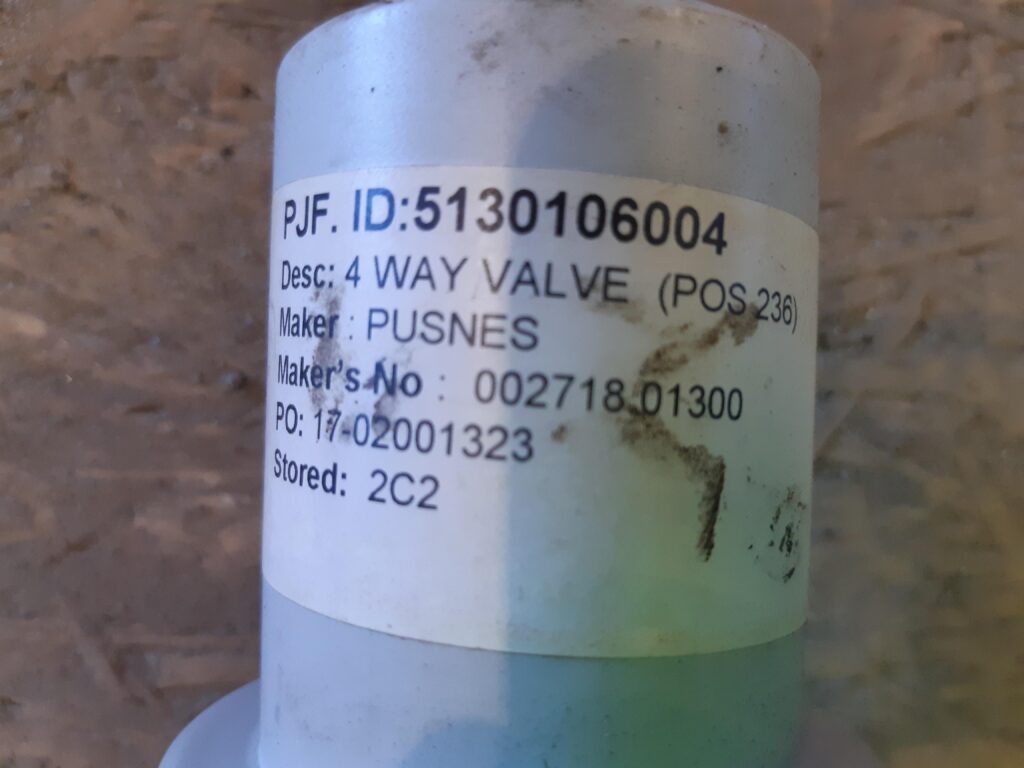 PJF. ID:5130106004
Desc: 4 WAY VALVE (POS 236)
Maker : PUSNES
Maker's No : 002718 01300
PO: 17-02001323
Stored: 2C2